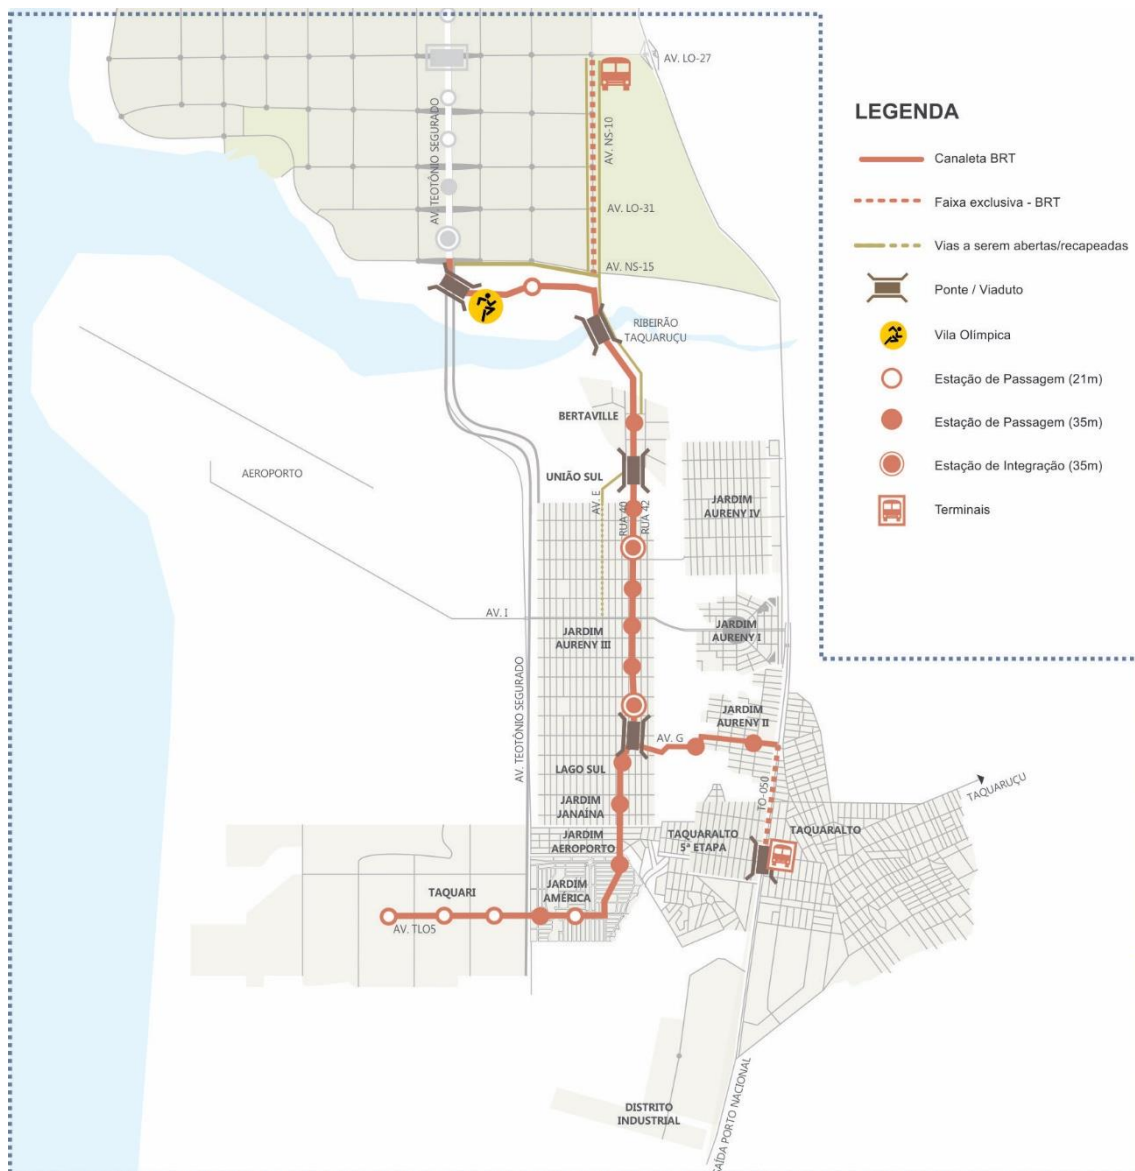 AV. LO-27
LEGENDA
AV. TEOTÔNIO SEGURADO
AV. NS-10
Canaleta BRT
Faixa exclusiva - BRT
AV. LO-31
Vias a serem abertas/recapeadas
AV. NS-15
Ponte / Viaduto
RIBEIRÃO
TAQUARUÇU
Vila Olímpica
Estação de Passagem (21m)
BERTAVILLE
Estação de Passagem (35m)
AEROPORTO
UNIÃO SUL
Estação de Integração (35m)
AV. E
RUA 40
RUA 42
JARDIM
AURENY IV
Terminais
AV. I
JARDIM
AURENY III
JARDIM
AURENY I
AV. TEOTÔNIO SEGURADO
JARDIM
AURENY II
AV. G
LAGO SUL
TO-050
TAQUARUÇU
JARDIM
JANAÍNA
JARDIM
AEROPORTO
TAQUARALTO
5ª ETAPA
TAQUARALTO
TAQUARI
JARDIM
AMÉRICA
AV. TLO5
DISTRITO
INDUSTRIAL
SAÍDA PORTO NACIONAL